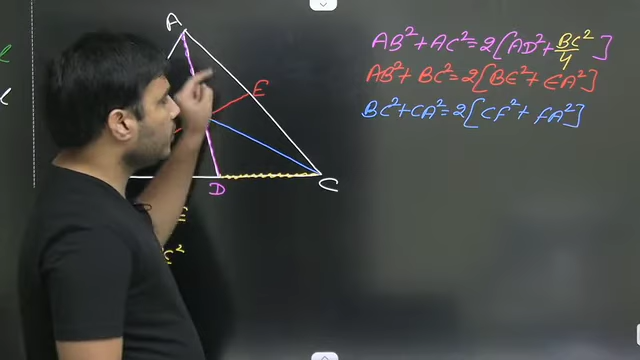 A
E
D
C
AB²+AC²=2[AD²+BC²/4]
AB²+BC²=2[BE²+EA²]
BC²+CA²=2[CF²+FA²]